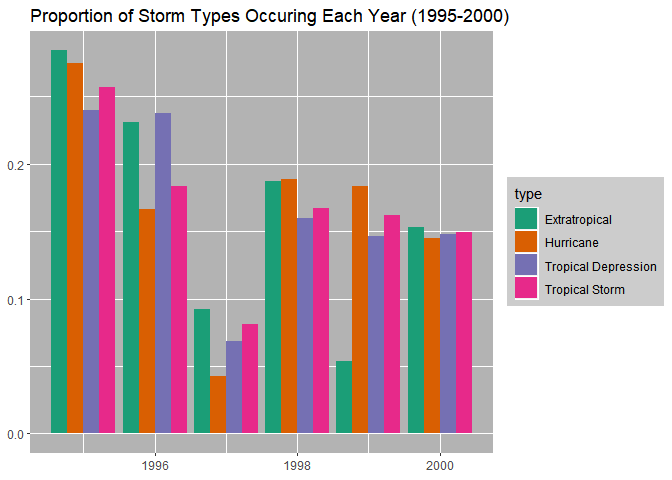 Proportion of Storm Types Occuring Each Year (1995-2000)
0.2
0.1
0.0
1996
1998
2000
type
Extratropical
Hurricane
Tropical Depression
Tropical Storm